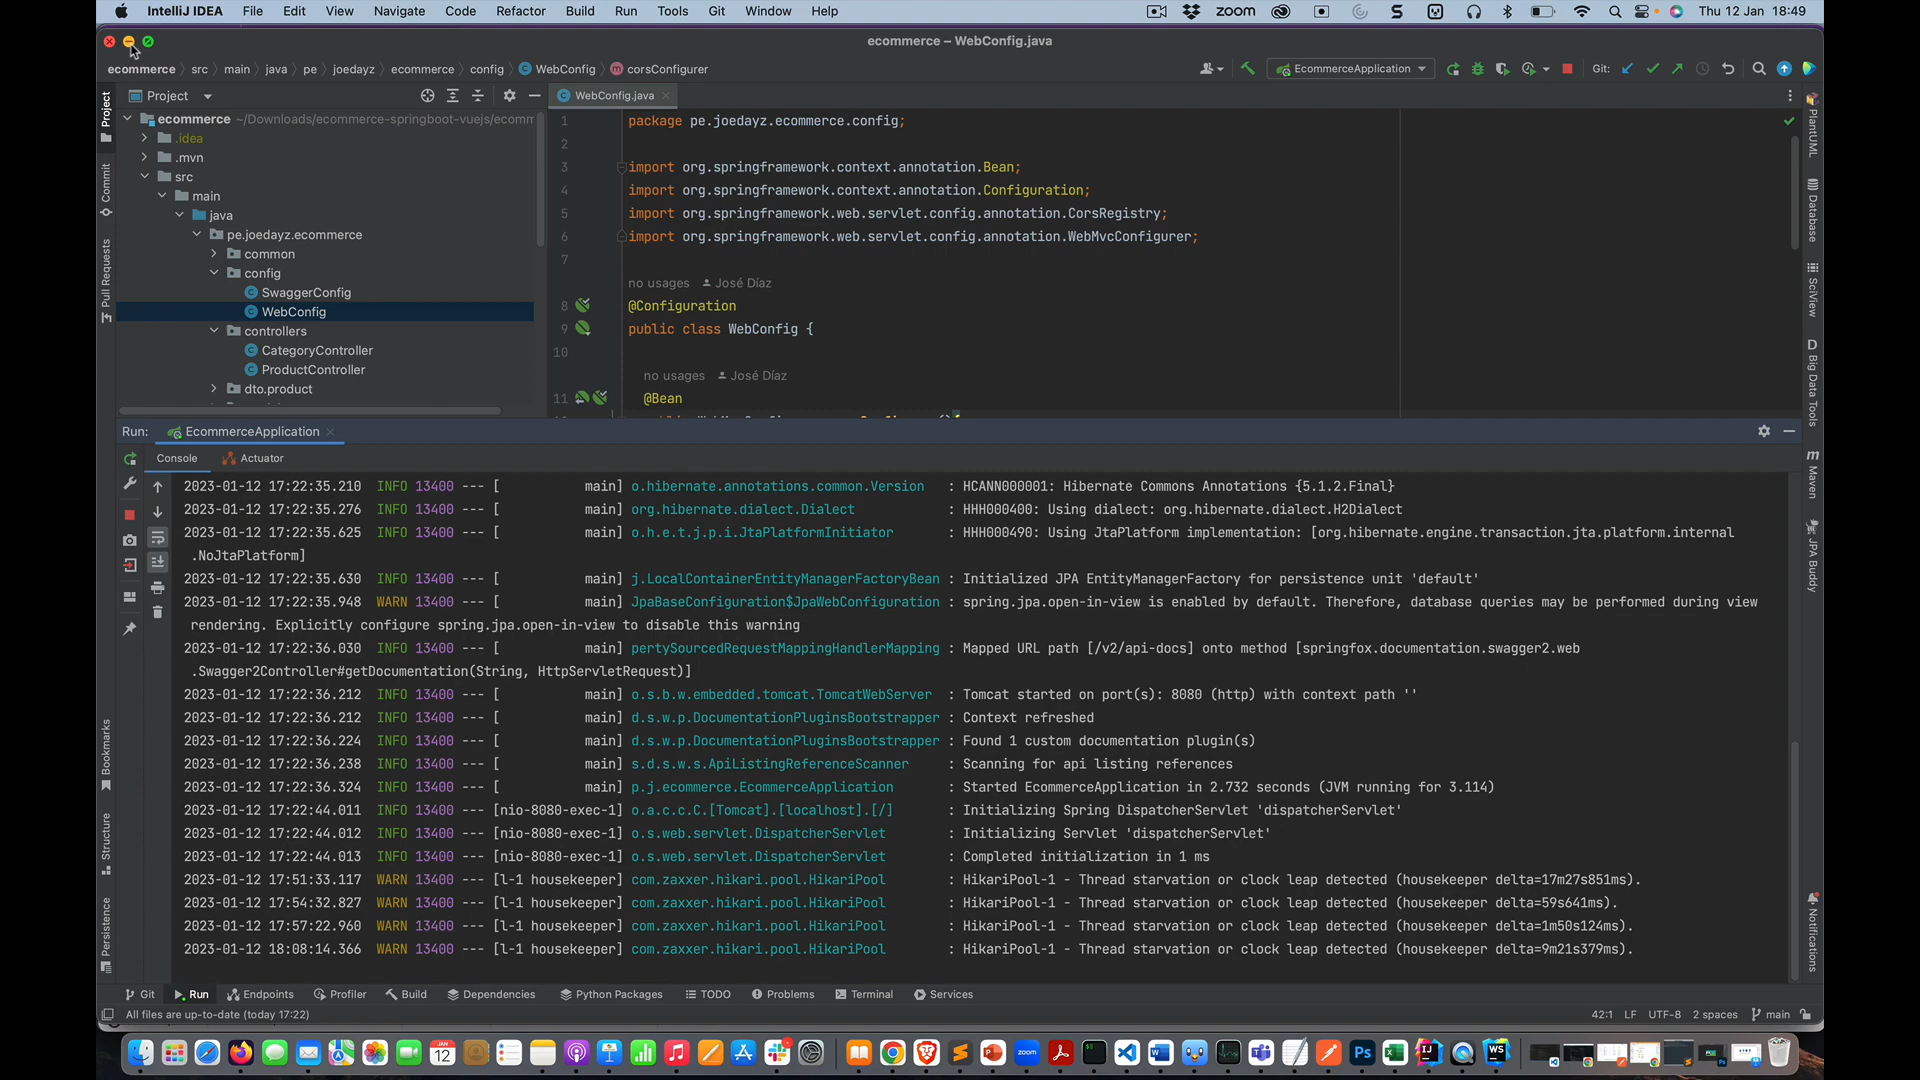 IntelliJ IDEA File Edit View Navigate Code Refactor Build Run Tools Git Window Help zoom Thu 12 Jan 18:49
ecommerce – WebConfig.java
ecommerce src main java pe joedayz ecommerce config WebConfig corsConfigurer EcommerceApplication Git:
Project
WebConfig.java
ecommerce ~/Downloads/ecommerce-springboot-vuejs/ecomm
.idea
.mvn
src
main
java
pe.joedayz.ecommerce
common
config
SwaggerConfig
WebConfig
controllers
CategoryController
ProductController
dto.product
1 package pe.joedayz.ecommerce.config;
2
3 import org.springframework.context.annotation.Bean;
4 import org.springframework.context.annotation.Configuration;
5 import org.springframework.web.servlet.config.annotation.CorsRegistry;
6 import org.springframework.web.servlet.config.annotation.WebMvcConfigurer;
7
no usages José Díaz
8 @Configuration
9 public class WebConfig {
10
no usages José Díaz
11 @Bean
Project
Commit
Pull Requests
Bookmarks
Structure
Persistence
PlantUML
Database
SciView
D Big Data Tools
m Maven
JPA Buddy
Notifications
Run: EcommerceApplication
Console Actuator
2023-01-12 17:22:35.210 INFO 13400 --- [ main] o.hibernate.annotations.common.Version : HCANN000001: Hibernate Commons Annotations {5.1.2.Final}
2023-01-12 17:22:35.276 INFO 13400 --- [ main] org.hibernate.dialect.Dialect : HHH000400: Using dialect: org.hibernate.dialect.H2Dialect
2023-01-12 17:22:35.625 INFO 13400 --- [ main] o.h.e.t.j.p.i.JtaPlatformInitiator : HHH000490: Using JtaPlatform implementation: [org.hibernate.engine.transaction.jta.platform.internal
.NoJtaPlatform]
2023-01-12 17:22:35.630 INFO 13400 --- [ main] j.LocalContainerEntityManagerFactoryBean : Initialized JPA EntityManagerFactory for persistence unit 'default'
2023-01-12 17:22:35.948 WARN 13400 --- [ main] JpaBaseConfiguration$JpaWebConfiguration : spring.jpa.open-in-view is enabled by default. Therefore, database queries may be performed during view
rendering. Explicitly configure spring.jpa.open-in-view to disable this warning
2023-01-12 17:22:36.030 INFO 13400 --- [ main] pertySourcedRequestMappingHandlerMapping : Mapped URL path [/v2/api-docs] onto method [springfox.documentation.swagger2.web
.Swagger2Controller#getDocumentation(String, HttpServletRequest)]
2023-01-12 17:22:36.212 INFO 13400 --- [ main] o.s.b.w.embedded.tomcat.TomcatWebServer : Tomcat started on port(s): 8080 (http) with context path ''
2023-01-12 17:22:36.212 INFO 13400 --- [ main] d.s.w.p.DocumentationPluginsBootstrapper : Context refreshed
2023-01-12 17:22:36.224 INFO 13400 --- [ main] d.s.w.p.DocumentationPluginsBootstrapper : Found 1 custom documentation plugin(s)
2023-01-12 17:22:36.238 INFO 13400 --- [ main] s.d.s.w.s.ApiListingReferenceScanner : Scanning for api listing references
2023-01-12 17:22:36.324 INFO 13400 --- [ main] p.j.ecommerce.EcommerceApplication : Started EcommerceApplication in 2.732 seconds (JVM running for 3.114)
2023-01-12 17:22:44.011 INFO 13400 --- [nio-8080-exec-1] o.a.c.c.C.[Tomcat].[localhost].[/] : Initializing Spring DispatcherServlet 'dispatcherServlet'
2023-01-12 17:22:44.012 INFO 13400 --- [nio-8080-exec-1] o.s.web.servlet.DispatcherServlet : Initializing Servlet 'dispatcherServlet'
2023-01-12 17:22:44.013 INFO 13400 --- [nio-8080-exec-1] o.s.web.servlet.DispatcherServlet : Completed initialization in 1 ms
2023-01-12 17:51:33.117 WARN 13400 --- [l-1 housekeeper] com.zaxxer.hikari.pool.HikariPool : HikariPool-1 - Thread starvation or clock leap detected (housekeeper delta=17m27s851ms).
2023-01-12 17:54:32.827 WARN 13400 --- [l-1 housekeeper] com.zaxxer.hikari.pool.HikariPool : HikariPool-1 - Thread starvation or clock leap detected (housekeeper delta=59s641ms).
2023-01-12 17:57:22.960 WARN 13400 --- [l-1 housekeeper] com.zaxxer.hikari.pool.HikariPool : HikariPool-1 - Thread starvation or clock leap detected (housekeeper delta=1m50s124ms).
2023-01-12 18:08:14.366 WARN 13400 --- [l-1 housekeeper] com.zaxxer.hikari.pool.HikariPool : HikariPool-1 - Thread starvation or clock leap detected (housekeeper delta=9m21s379ms).
Git Run Endpoints Profiler Build Dependencies Python Packages TODO Problems Terminal Services
All files are up-to-date (today 17:22) 42:1 LF UTF-8 2 spaces main
JAN 12 zoom Ps IJ WS